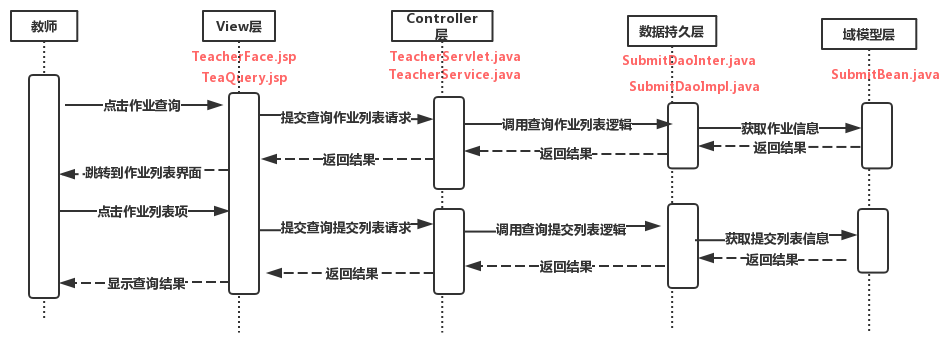 教师
View层
Controller
层
数据持久层
域模型层
TeacherFace.jsp
TeaQuery.jsp
TeacherServlet.java
TeacherService.java
SubmitDaoInter.java
SubmitDaoImpl.java
SubmitBean.java
点击作业查询
提交查询作业列表请求
调用查询作业列表逻辑
获取作业信息
返回结果
返回结果
返回结果
跳转到作业列表界面
点击作业列表项
提交查询提交列表请求
调用查询提交列表逻辑
获取提交列表信息
返回结果
返回结果
返回结果
显示查询结果